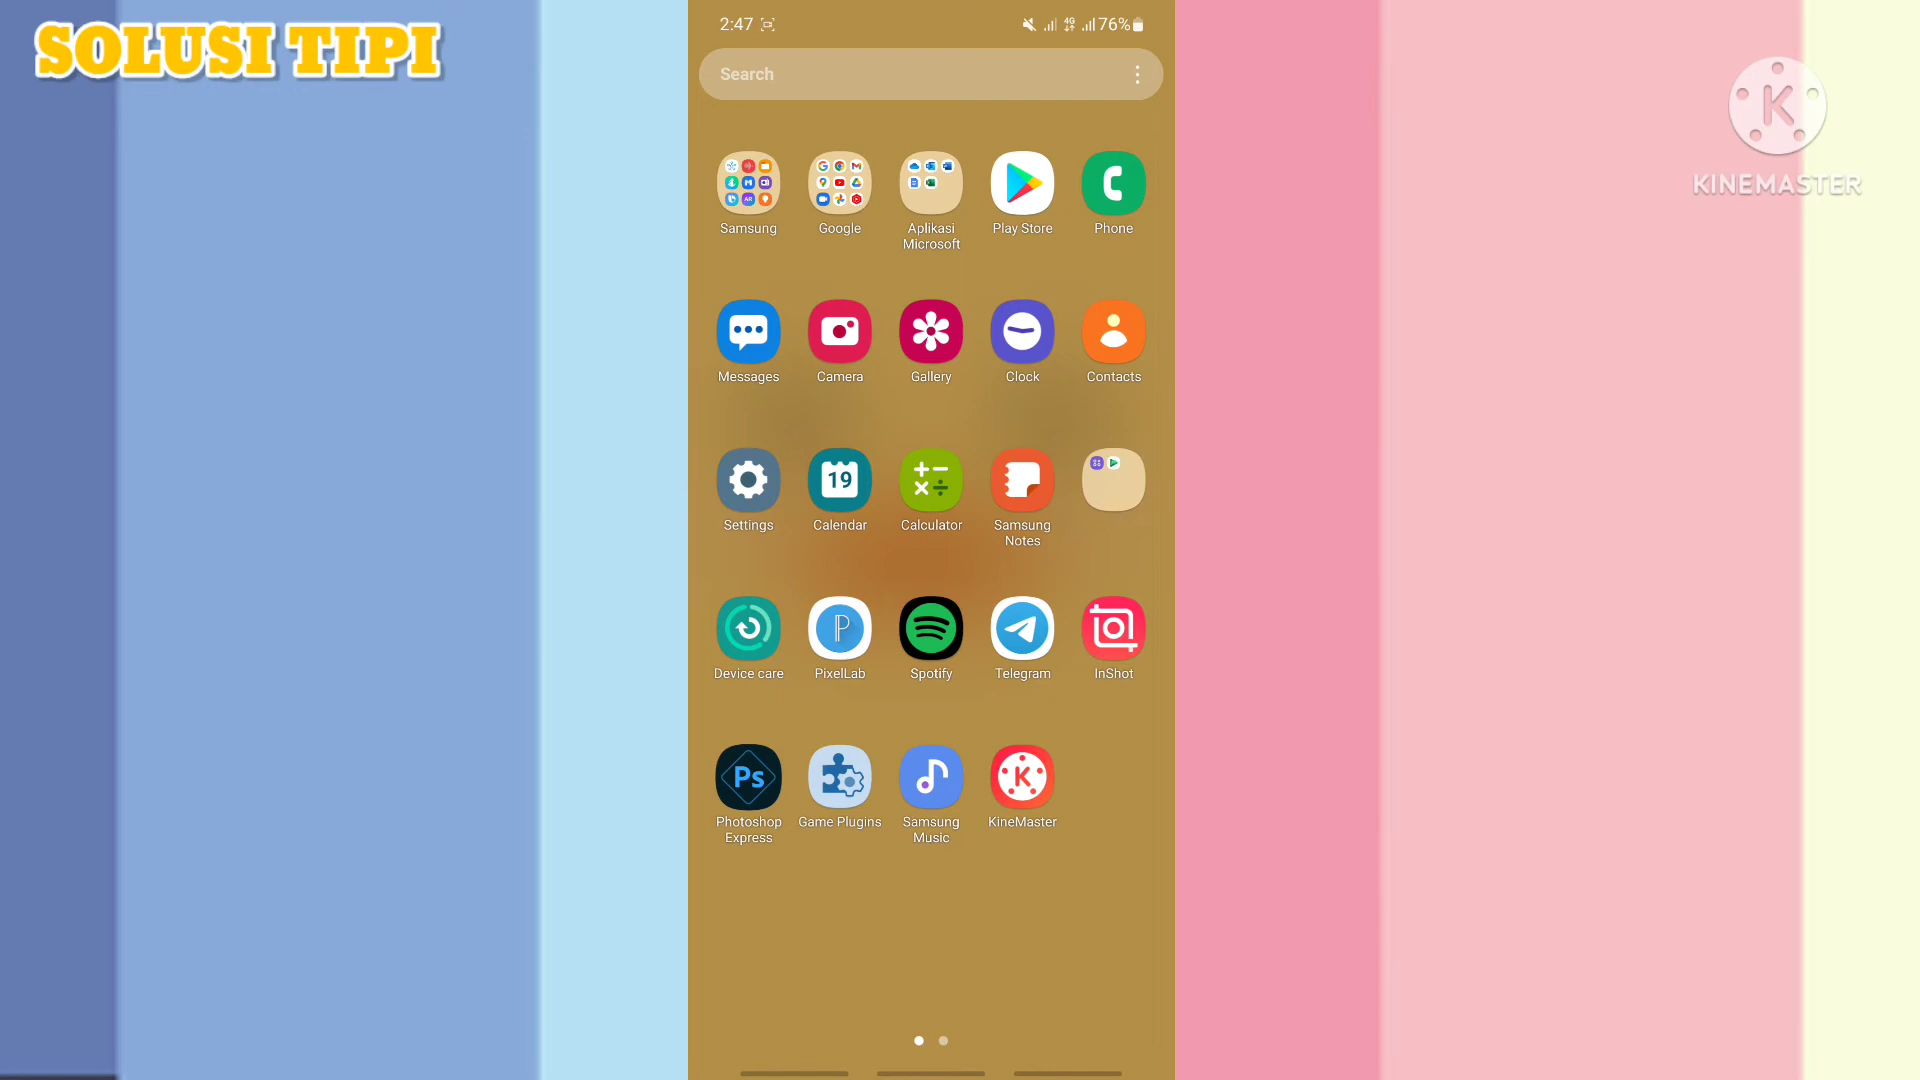 SOLUSI TIPI
2:47
4G
76%
Search
K
KINEMASTER
Samsung
Google
Aplikasi
Microsoft
Play Store
Phone
Messages
Camera
Gallery
Clock
Contacts
19
Settings
Calendar
Calculator
Samsung
Notes
P
Device care
PixelLab
Spotify
Telegram
InShot
Ps
K
Photoshop
Express
Game Plugins
Samsung
Music
KineMaster